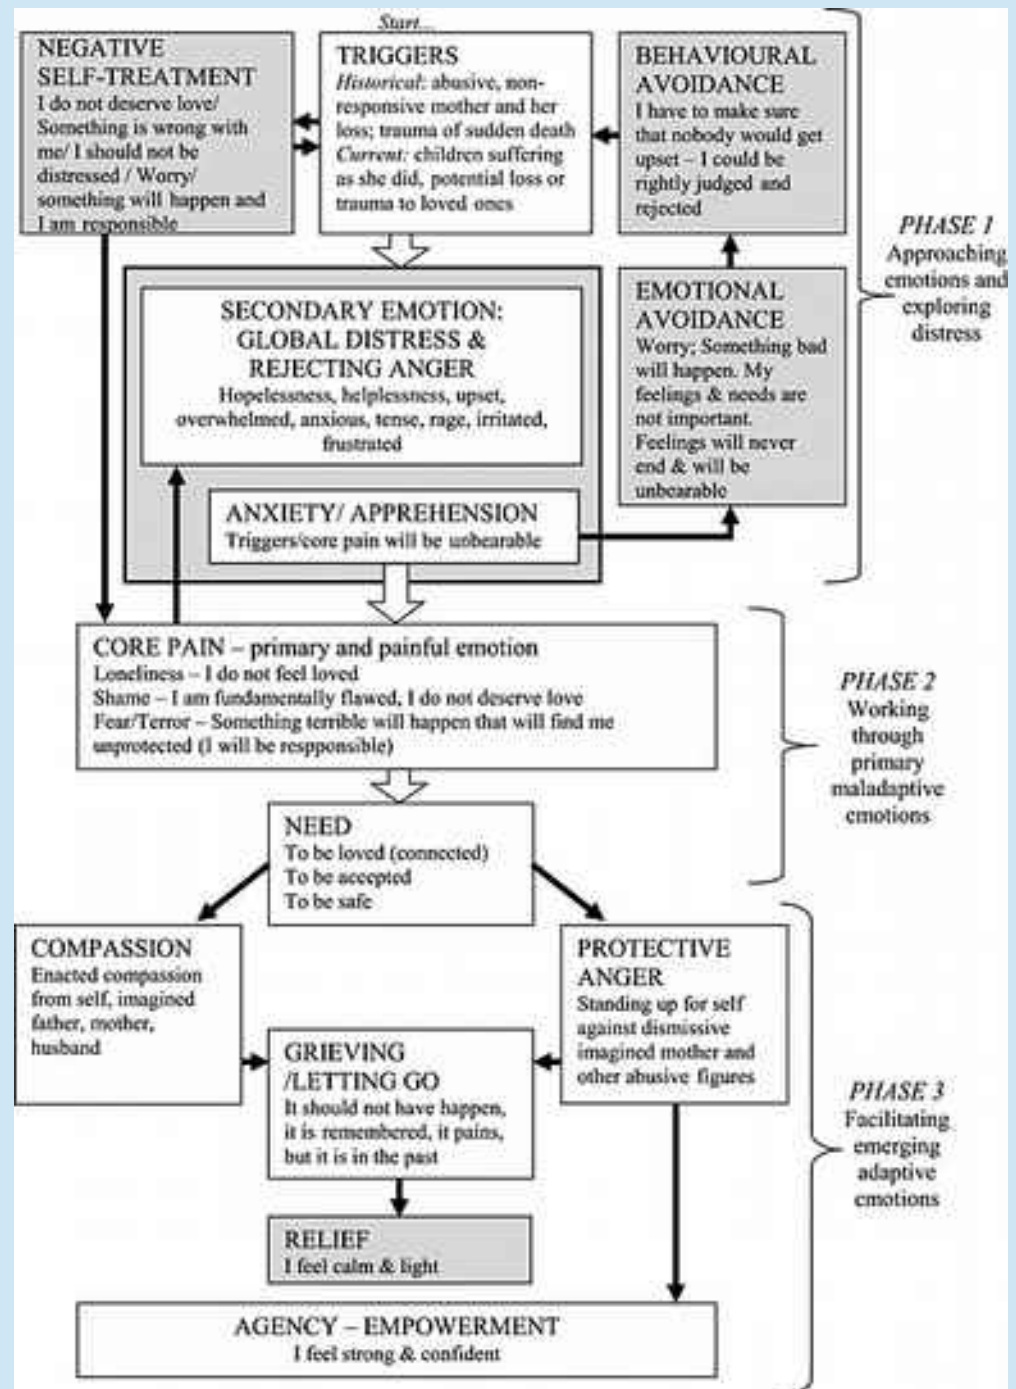 Start...
NEGATIVE
SELF-TREATMENT
I do not deserve love/
Something is wrong with
me/ I should not be
distressed / Worry/
something will happen and
I am responsible
TRIGGERS
Historical: abusive, non-
responsive mother and her
loss; trauma of sudden death
Current: children suffering
as she did, potential loss or
trauma to loved ones
BEHAVIOURAL
AVOIDANCE
I have to make sure
that nobody would get
upset – I could be
rightly judged and
rejected
PHASE 1
Approaching
emotions and
exploring
distress
SECONDARY EMOTION:
GLOBAL DISTRESS &
REJECTING ANGER
Hopelessness, helplessness, upset,
overwhelmed, anxious, tense, rage, irritated,
frustrated
EMOTIONAL
AVOIDANCE
Worry; Something bad
will happen. My
feelings & needs are
not important.
Feelings will never
end & will be
unbearable
ANXIETY/ APPREHENSION
Triggers/core pain will be unbearable
CORE PAIN – primary and painful emotion
Loneliness – I do not feel loved
Shame – I am fundamentally flawed, I do not deserve love
Fear/Terror – Something terrible will happen that will find me
unprotected (I will be respponsible)
PHASE 2
Working
through
primary
maladaptive
emotions
NEED
To be loved (connected)
To be accepted
To be safe
COMPASSION
Enacted compassion
from self, imagined
father, mother,
husband
PROTECTIVE
ANGER
Standing up for self
against dismissive
imagined mother and
other abusive figures
GRIEVING
/LETTING GO
It should not have happen,
it is remembered, it pains,
but it is in the past
PHASE 3
Facilitating
emerging
adaptive
emotions
RELIEF
I feel calm & light
AGENCY – EMPOWERMENT
I feel strong & confident